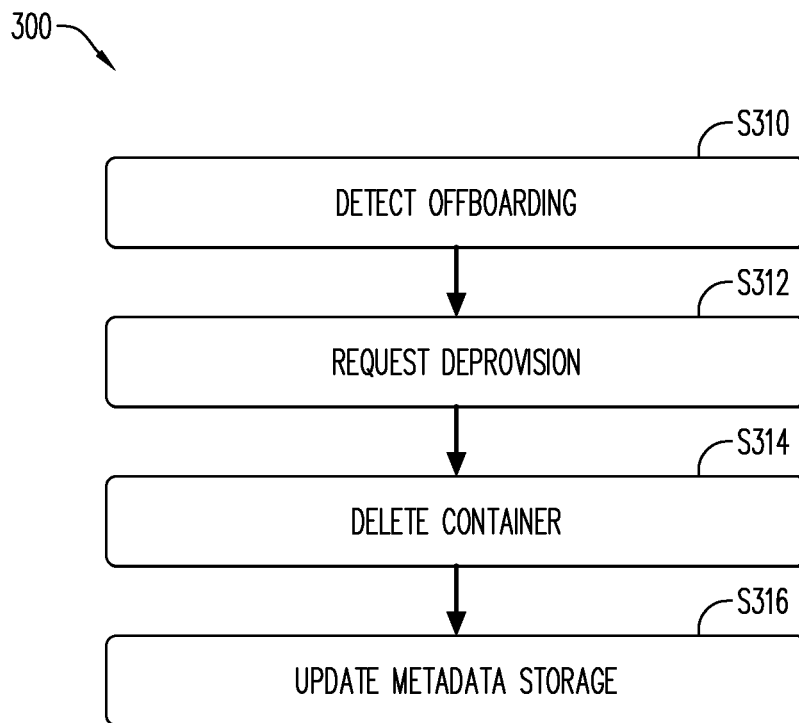 300
S310
DETECT OFFBOARDING
S312
REQUEST DEPROVISION
S314
DELETE CONTAINER
S316
UPDATE METADATA STORAGE